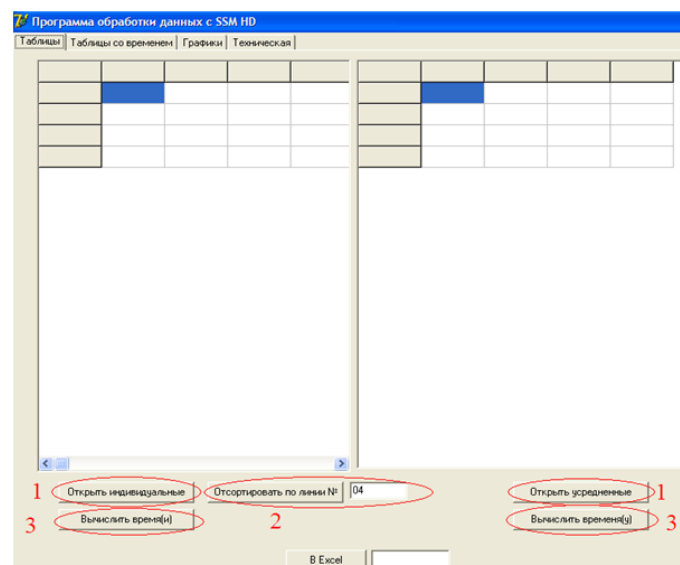 Программа обработки данных с SSM HD
Таблицы Таблицы со временем Графики Техническая
1 Открыть индивидуальные Отсортировать по линии № 04 Открыть усредненные 1
3 Вычислить время(и) 2 Вычислить временя(у) 3
В Excel